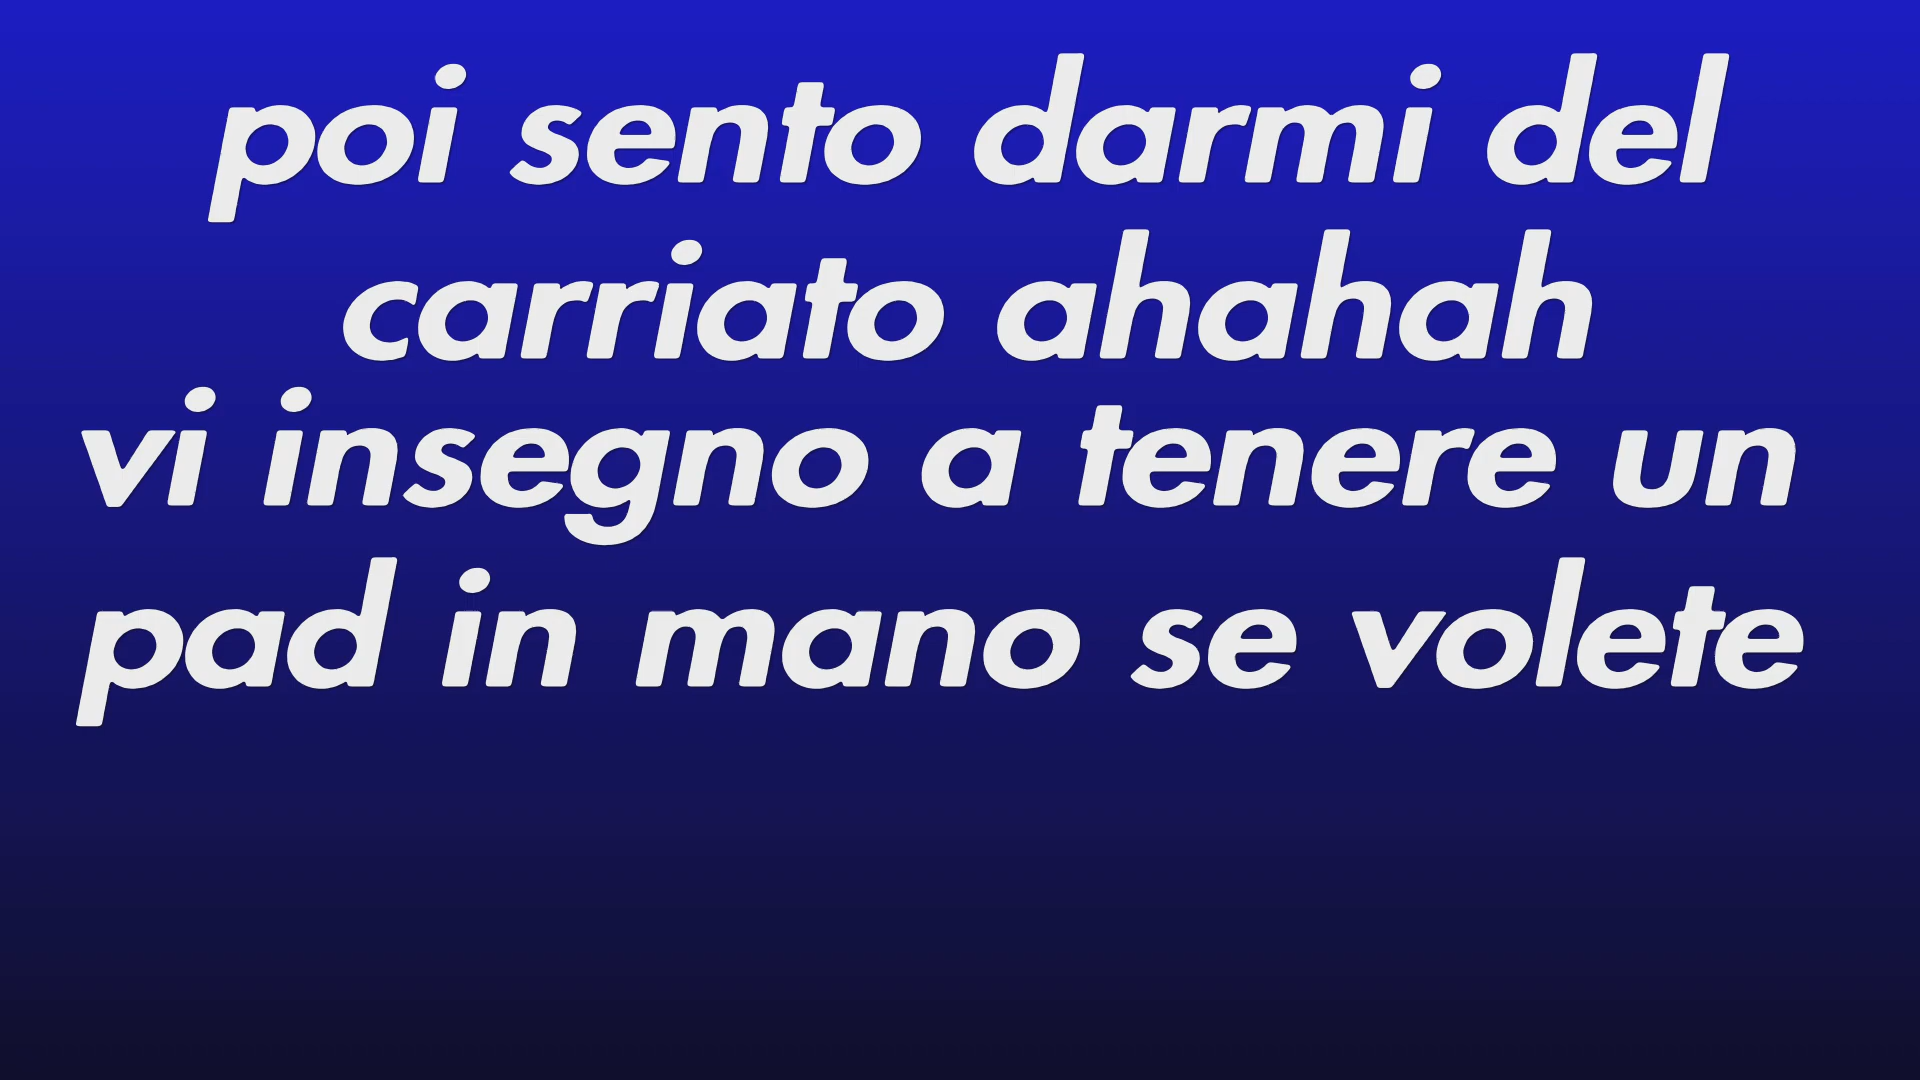 poi sento darmi del
carriato ahahah
vi insegno a tenere un
pad in mano se volete